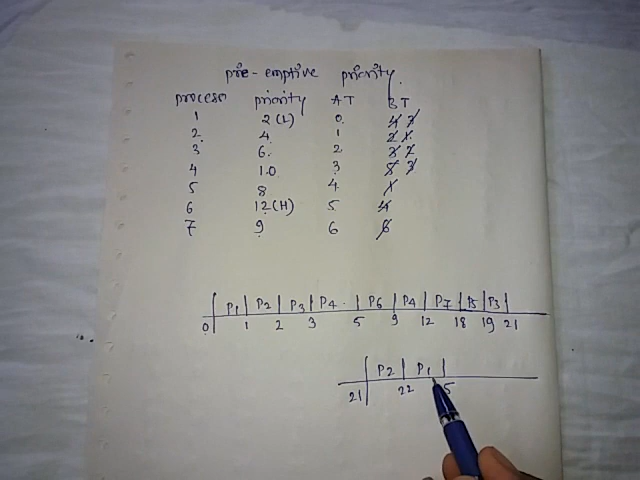 pre-emptive priority.
process priority AT BT
1 2(L) 0 4 3
2 4 1 2 1
3 6 2 3 2
4 10 3 5 3
5 8 4 1
6 12(H) 5 4
7 9 6 6
P1 P2 P3 P4 P6 P4 P7 P5 P3
0 1 2 3 5 9 12 18 19 21
P2 P1
21 22 5